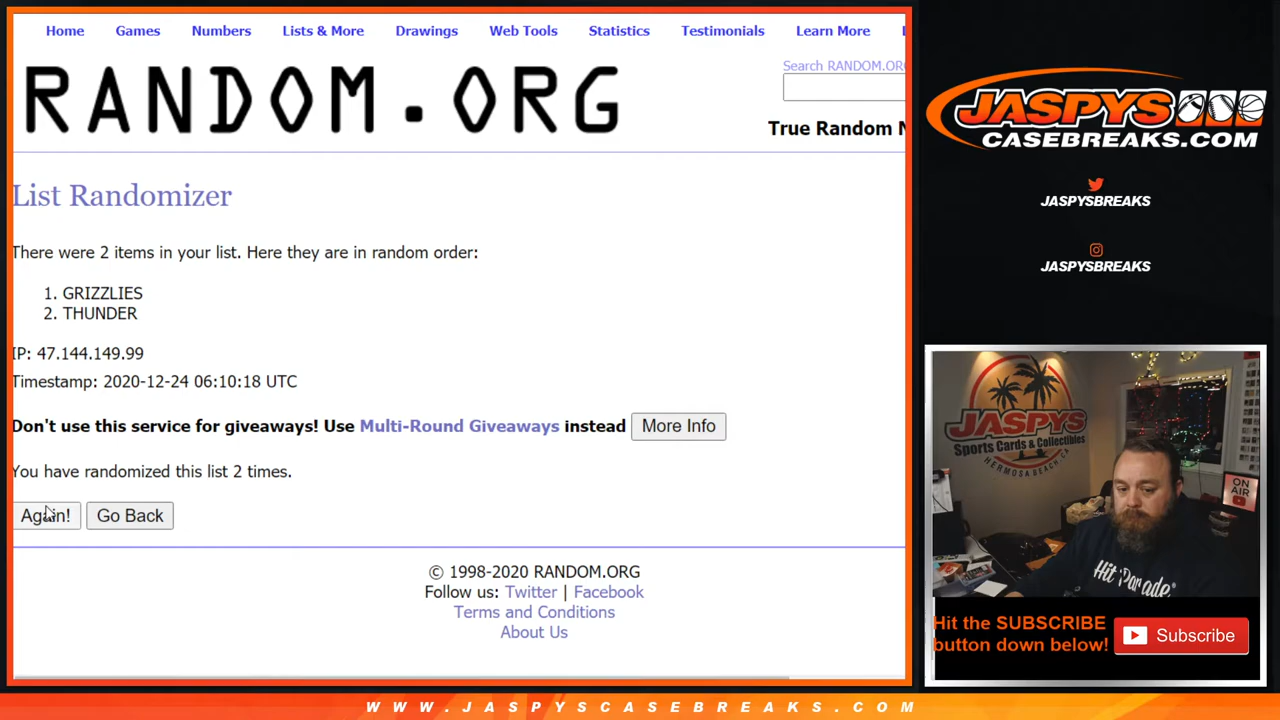 Home Games Numbers Lists & More Drawings Web Tools Statistics Testimonials Learn More
Search RANDOM.OR
RANDOM.ORG
True Random N
List Randomizer
There were 2 items in your list. Here they are in random order:
1. GRIZZLIES
2. THUNDER
IP: 47.144.149.99
Timestamp: 2020-12-24 06:10:18 UTC
Don't use this service for giveaways! Use Multi-Round Giveaways instead More Info
You have randomized this list 2 times.
Again! Go Back
© 1998-2020 RANDOM.ORG
Follow us: Twitter | Facebook
Terms and Conditions
About Us
JASPYS
CASEBREAKS.COM
JASPYSBREAKS
JASPYSBREAKS
JASPYS
Sports Cards & Collectibles
HERMOSA BEACH, CA
ON AIR
Hit Parade
Hit the SUBSCRIBE
button down below!
Subscribe
WWW.JASPYSCASEBREAKS.COM